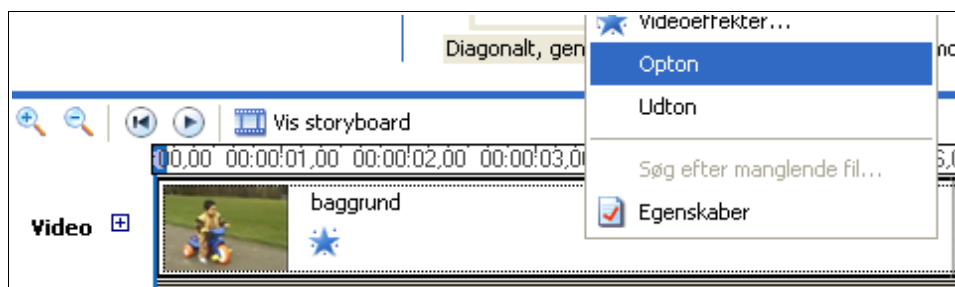 Videoeffekter...
Diagonalt, gen
Opton
Udton
Vis storyboard
00,00 00:00:01,00 00:00:02,00 00:00:03,0
Søg efter manglende fil...
Video
baggrund
Egenskaber